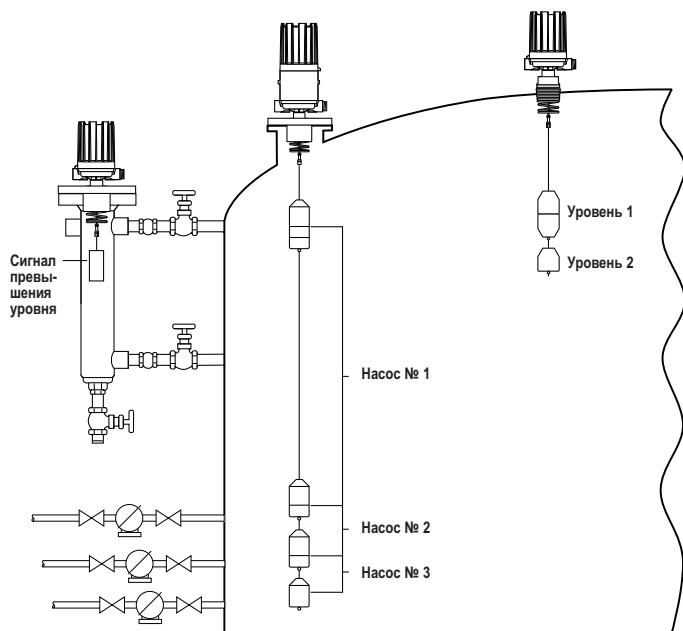 Уровень 1
Уровень 2
Сигнал
превы-
шения
уровня
Насос № 1
Насос № 2
Насос № 3